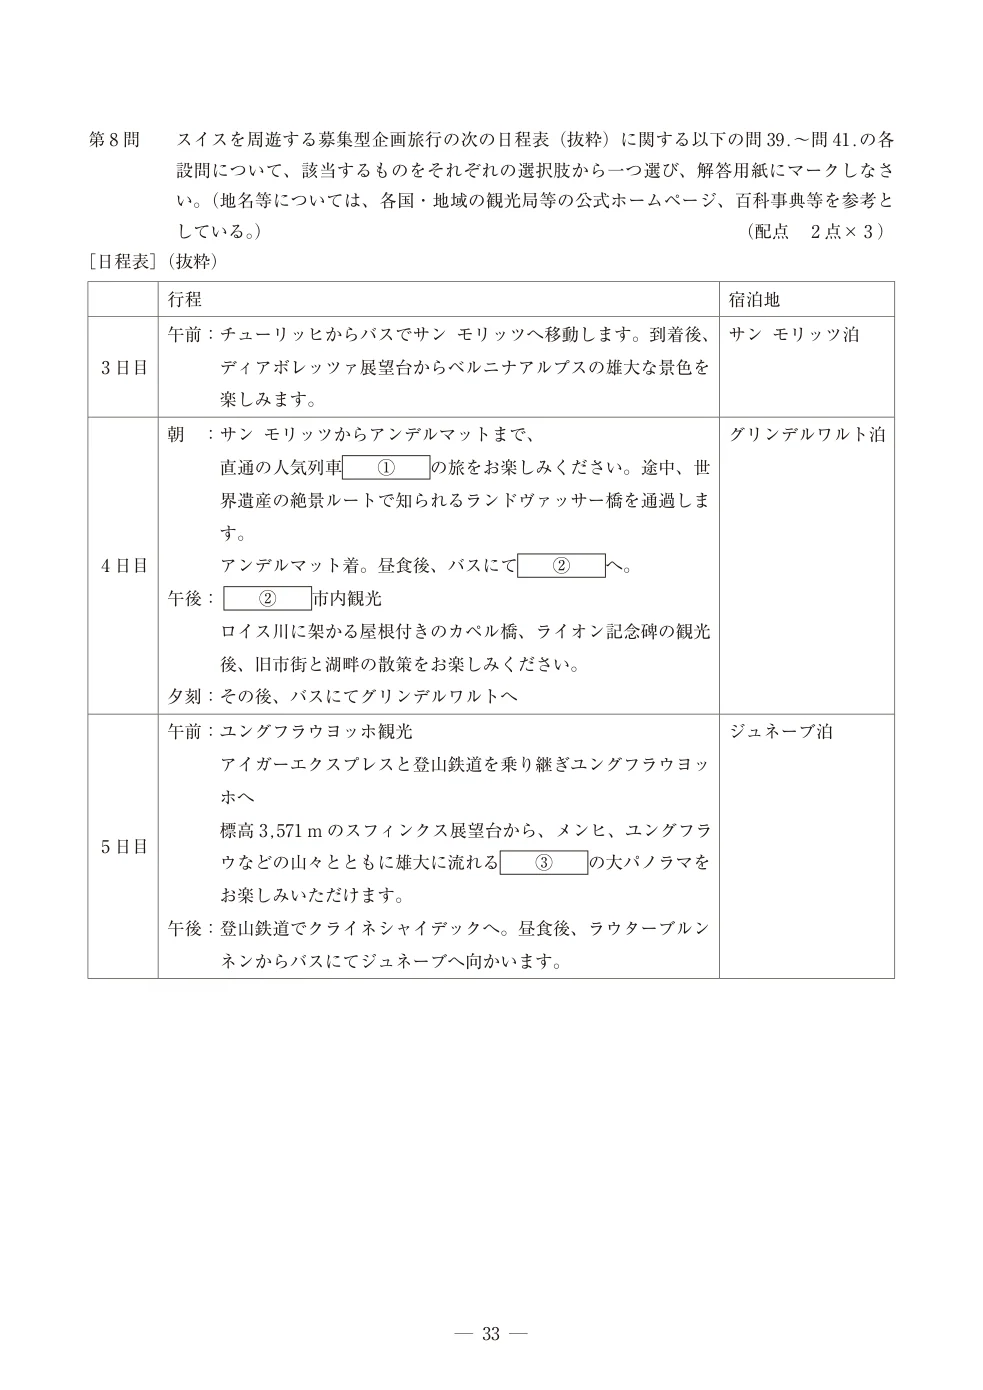 第8問　スイスを周遊する募集型企画旅行の次の日程表（抜粋）に関する以下の問39.～問41.の各
設問について、該当するものをそれぞれの選択肢から一つ選び、解答用紙にマークしなさ
い。（地名等については、各国・地域の観光局等の公式ホームページ、百科事典等を参考と
している。）　（配点　2点×3）
［日程表］（抜粋）
行程　宿泊地
3日目
午前：チューリッヒからバスでサン モリッツへ移動します。到着後、
ディアボレッツァ展望台からベルニナアルプスの雄大な景色を
楽しみます。
サン モリッツ泊
4日目
朝　：サン モリッツからアンデルマットまで、
直通の人気列車 ① の旅をお楽しみください。途中、世
界遺産の絶景ルートで知られるランドヴァッサー橋を通過しま
す。
アンデルマット着。昼食後、バスにて ② へ。
午後： ② 市内観光
ロイス川に架かる屋根付きのカペル橋、ライオン記念碑の観光
後、旧市街と湖畔の散策をお楽しみください。
夕刻：その後、バスにてグリンデルワルトへ
グリンデルワルト泊
5日目
午前：ユングフラウヨッホ観光
アイガーエクスプレスと登山鉄道を乗り継ぎユングフラウヨッ
ホへ
標高3,571 mのスフィンクス展望台から、メンヒ、ユングフラ
ウなどの山々とともに雄大に流れる ③ の大パノラマを
お楽しみいただけます。
午後：登山鉄道でクライネシャイデックへ。昼食後、ラウターブルン
ネンからバスにてジュネーブへ向かいます。
ジュネーブ泊
― 33 ―